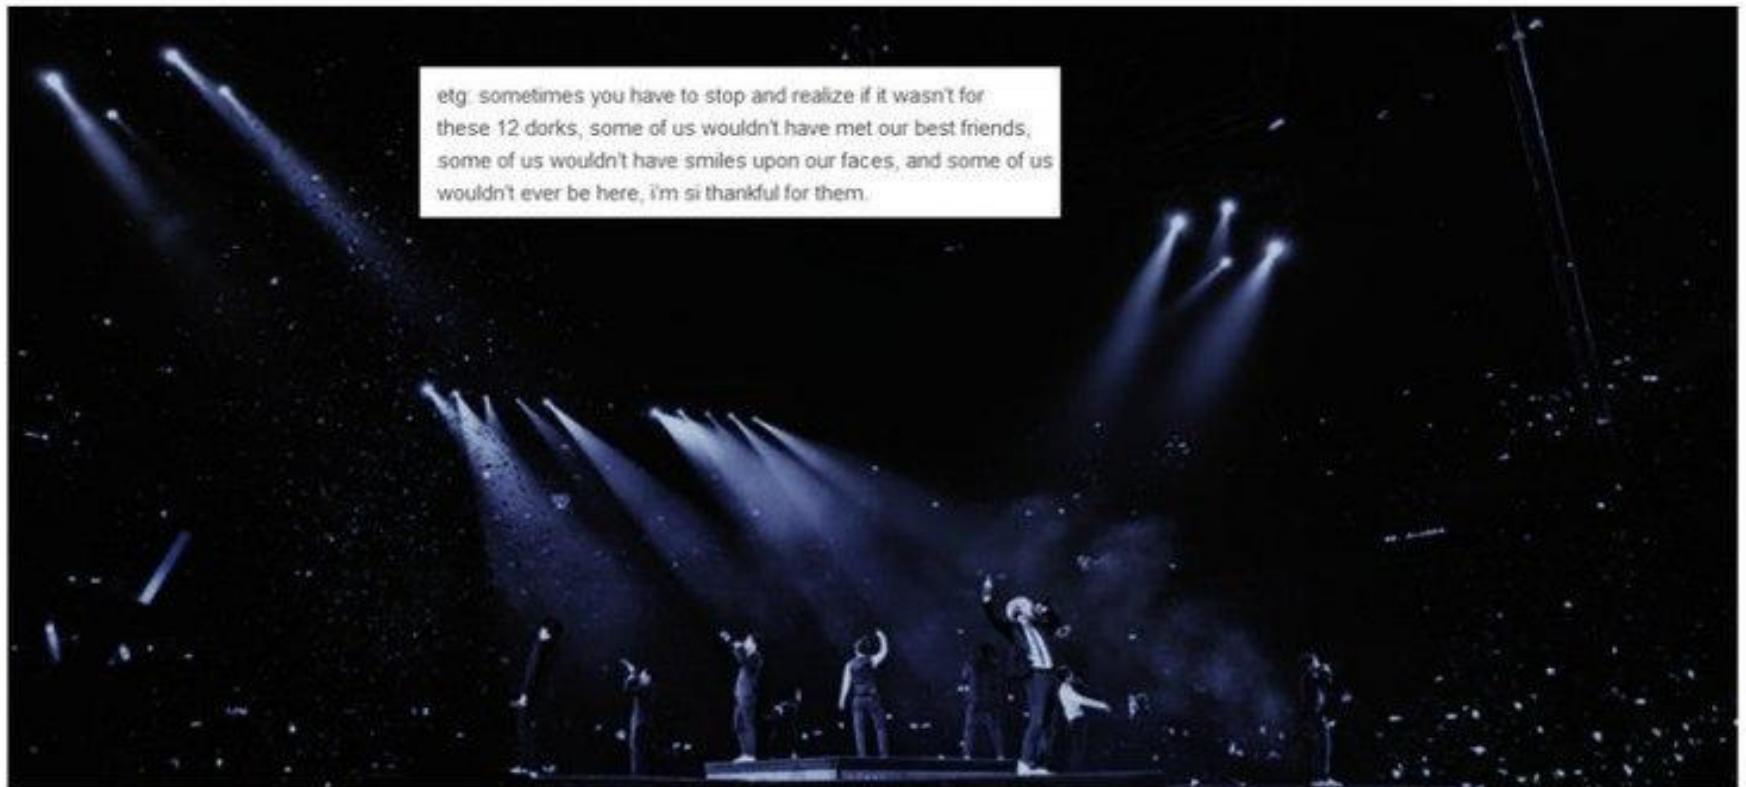 etg: sometimes you have to stop and realize if it wasn't for
these 12 dorks, some of us wouldn't have met our best friends,
some of us wouldn't have smiles upon our faces, and some of us
wouldn't ever be here, i'm si thankful for them.